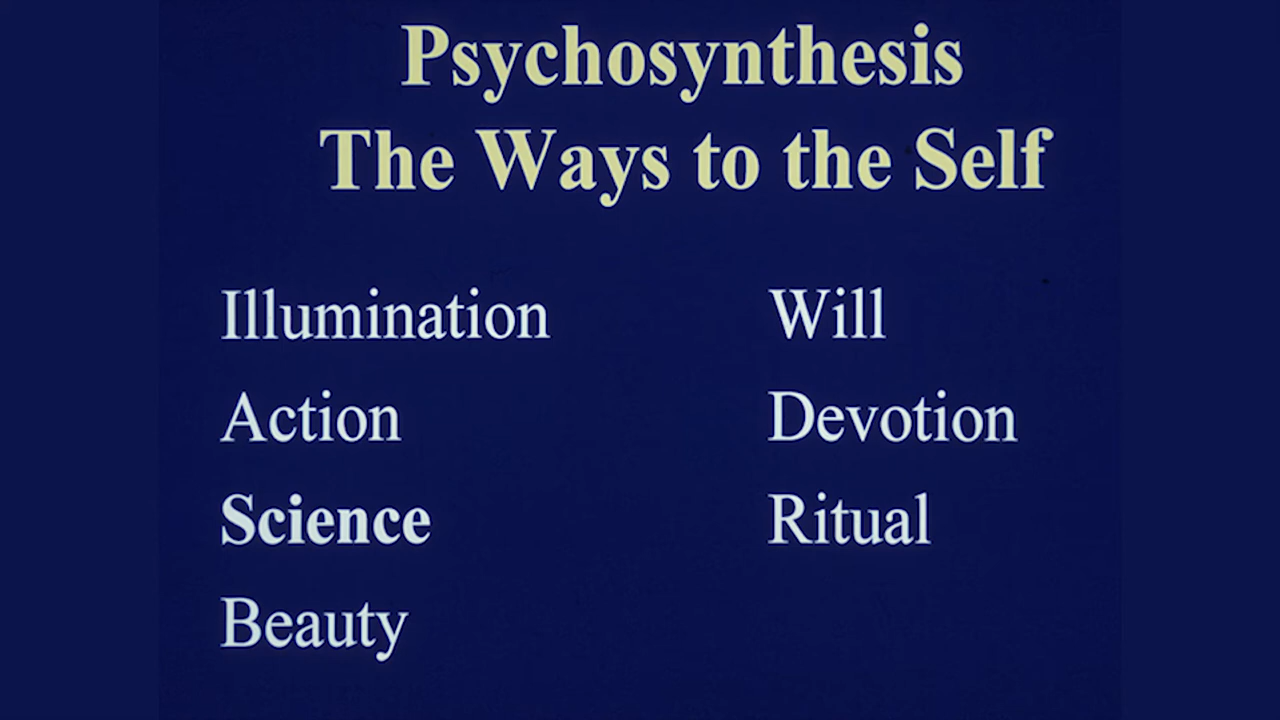 Psychosynthesis
The Ways to the Self
Illumination
Action
Science
Beauty
Will
Devotion
Ritual